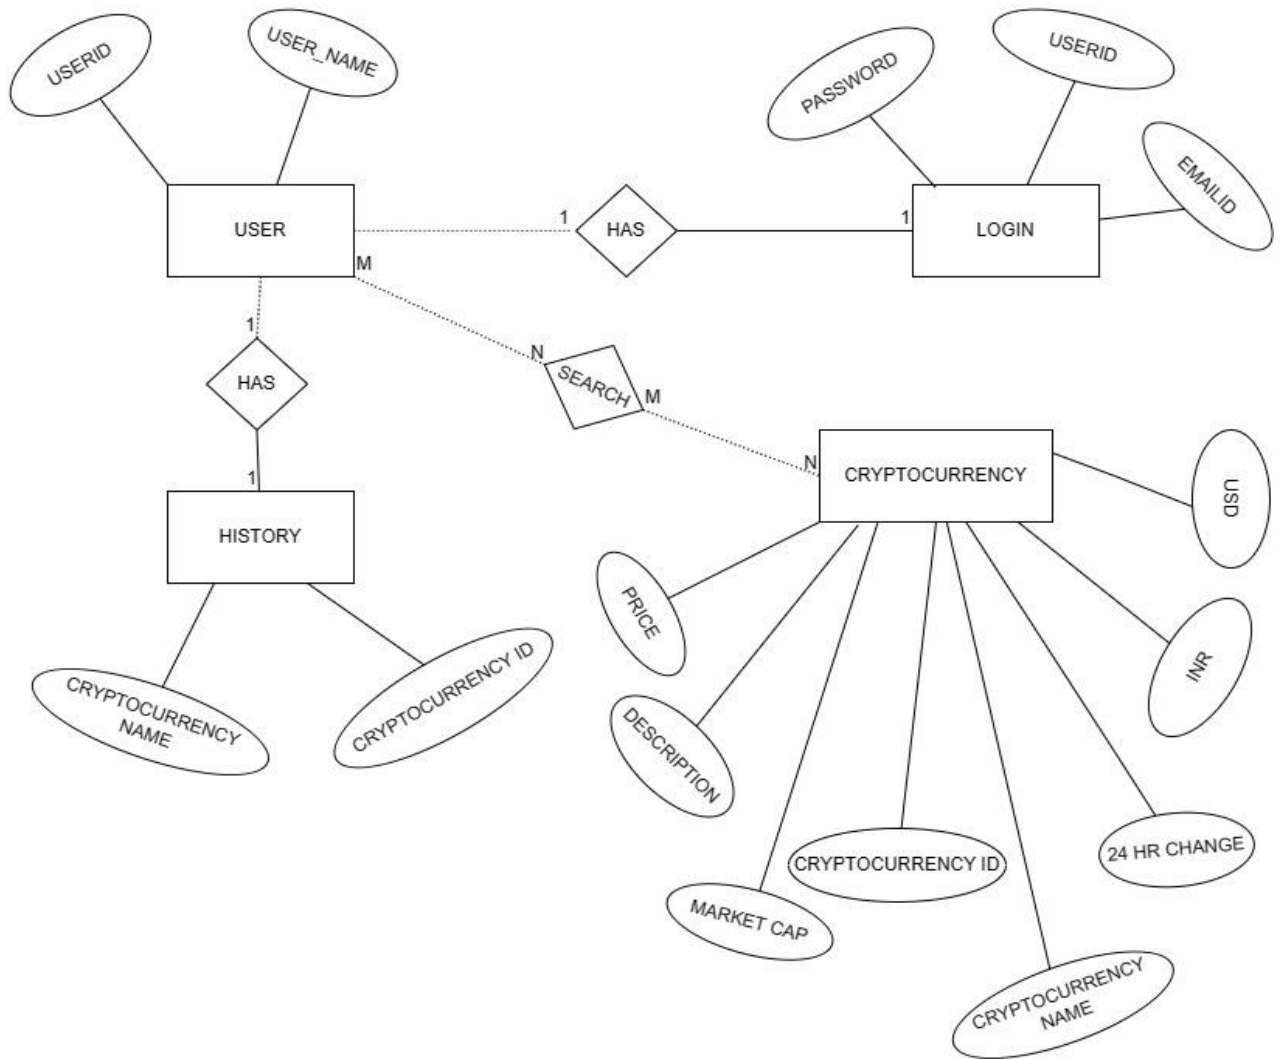 USERID
USER_NAME
PASSWORD
USERID
EMAILID
USER
1
HAS
1
LOGIN
M
1
HAS
N
SEARCH
M
1
HISTORY
N
CRYPTOCURRENCY
USD
PRICE
INR
CRYPTOCURRENCY
NAME
CRYPTOCURRENCY ID
DESCRIPTION
24 HR CHANGE
CRYPTOCURRENCY ID
MARKET CAP
CRYPTOCURRENCY
NAME